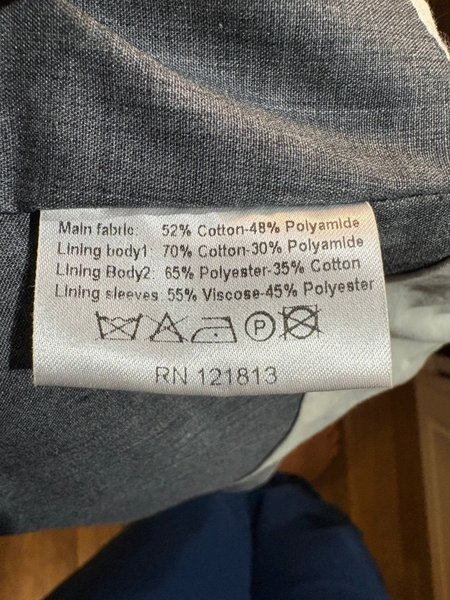 Main fabric: 52% Cotton-48% Polyamide
Lining body1: 70% Cotton-30% Polyamide
Lining Body2: 65% Polyester-35% Cotton
Lining sleeves: 55% Viscose-45% Polyester
P
RN 121813